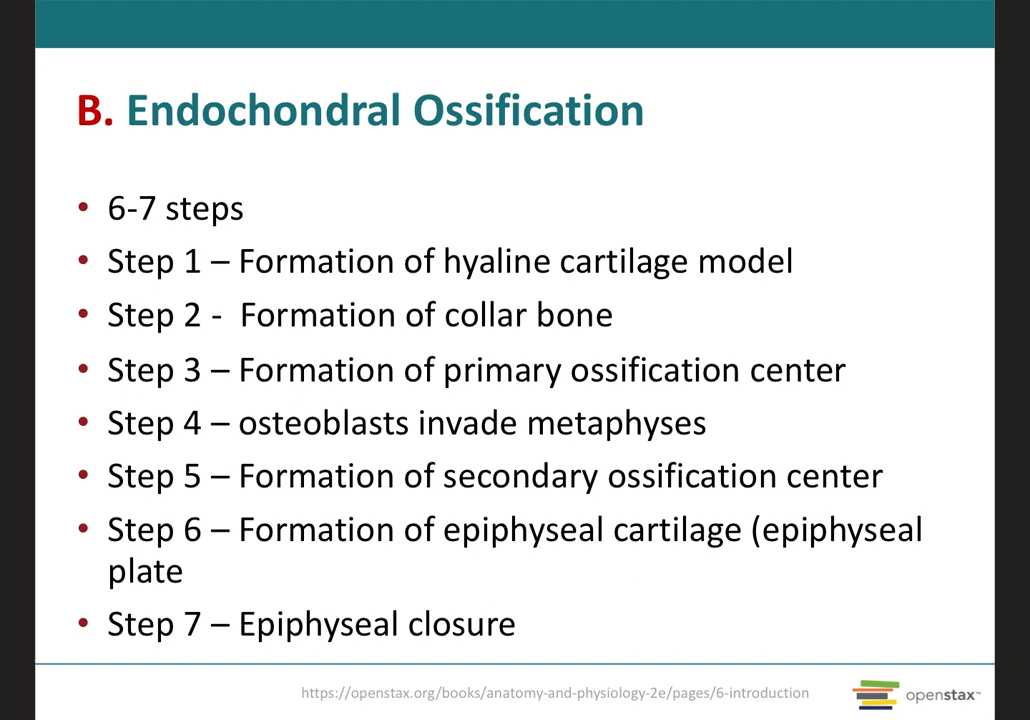 B. Endochondral Ossification
• 6-7 steps
• Step 1 – Formation of hyaline cartilage model
• Step 2 - Formation of collar bone
• Step 3 – Formation of primary ossification center
• Step 4 – osteoblasts invade metaphyses
• Step 5 – Formation of secondary ossification center
• Step 6 – Formation of epiphyseal cartilage (epiphyseal
plate
• Step 7 – Epiphyseal closure
https://openstax.org/books/anatomy-and-physiology-2e/pages/6-introduction
openstax™